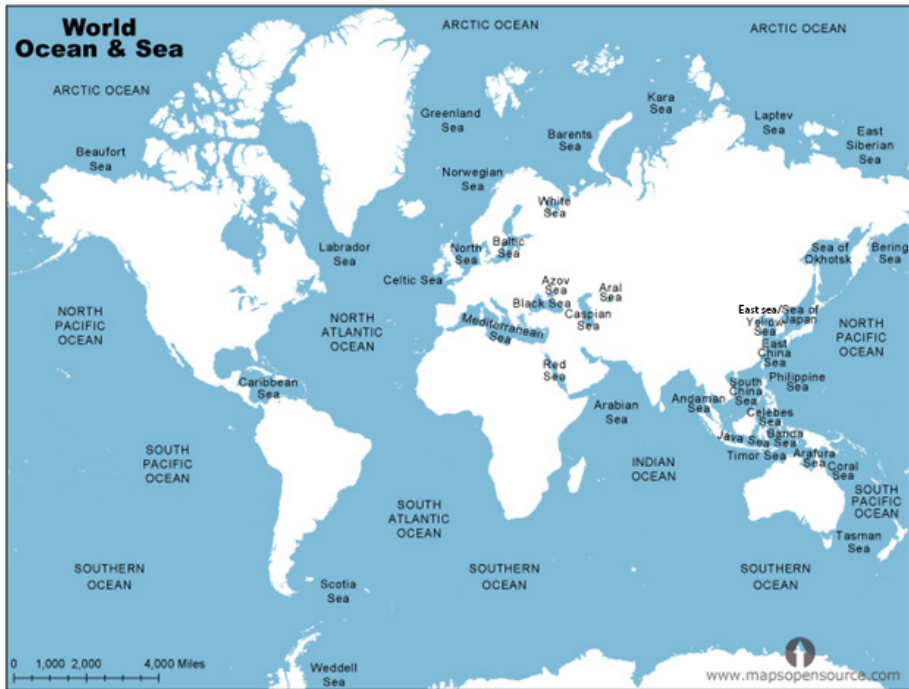 World
Ocean & Sea
ARCTIC OCEAN
ARCTIC OCEAN
ARCTIC OCEAN
Kara
Sea
Greenland
Sea
Laptev
Sea
Barents
Sea
East
Siberian
Sea
Beaufort
Sea
Norwegian
Sea
White
Sea
Labrador
Sea
North
Sea
Baltic
Sea
Sea of
Okhotsk
Bering
Sea
Celtic Sea
Azov
Sea
Aral
Sea
Black Sea
Caspian
Sea
East sea/Sea of
Japan
Yellow
Sea
NORTH
PACIFIC
OCEAN
NORTH
ATLANTIC
OCEAN
Mediterranean
Sea
NORTH
PACIFIC
OCEAN
East
China
Sea
Red
Sea
Caribbean
Sea
South
China
Sea
Philippine
Sea
Arabian
Sea
Angaman
Sea
Celebes
Sea
Java Sea
Banda
Sea
Timor Sea
Arafura
Sea
Coral
Sea
SOUTH
PACIFIC
OCEAN
INDIAN
OCEAN
SOUTH
ATLANTIC
OCEAN
SOUTH
PACIFIC
OCEAN
Tasman
Sea
SOUTHERN
OCEAN
SOUTHERN
OCEAN
SOUTHERN
OCEAN
Scotia
Sea
Weddell
Sea
0 1,000 2,000 4,000 Miles
www.mapsopensource.com